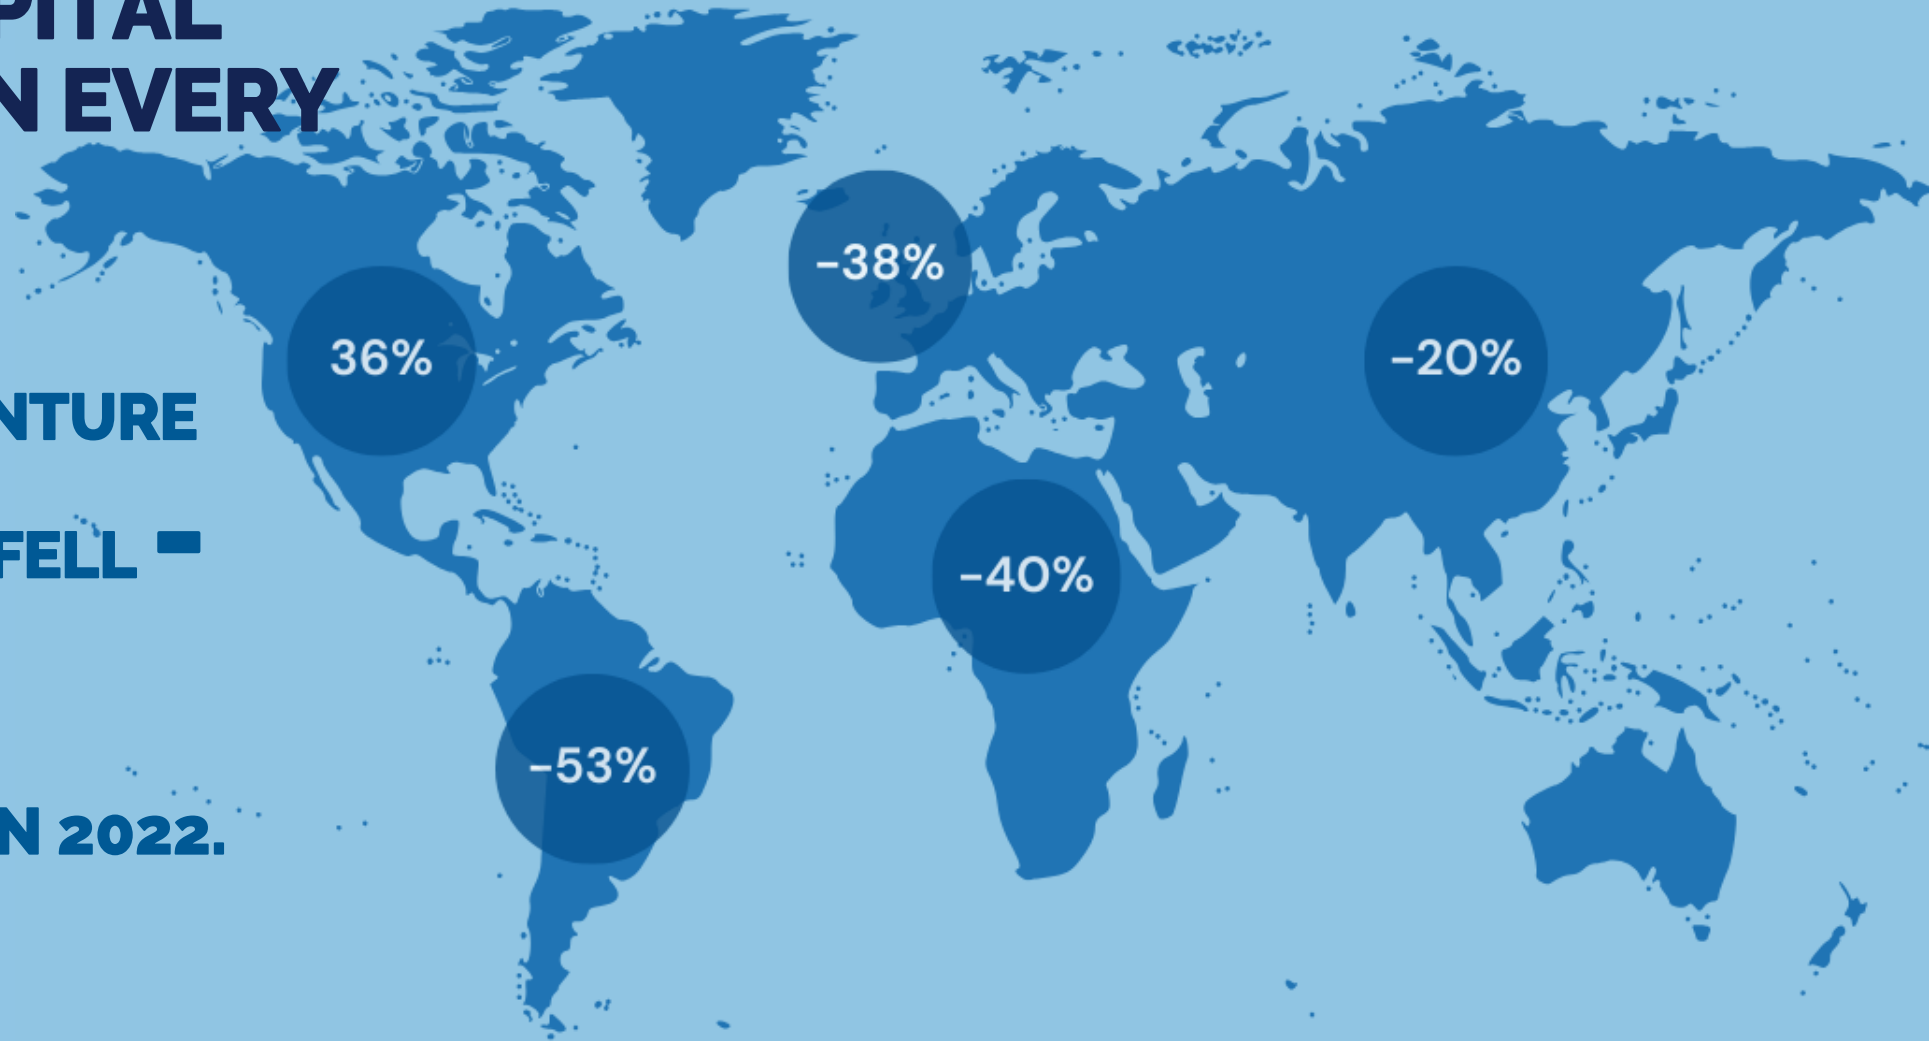 PITAL
N EVERY
-38%
36%
-20%
NTURE
FELL -
-40%
-53%
N 2022.